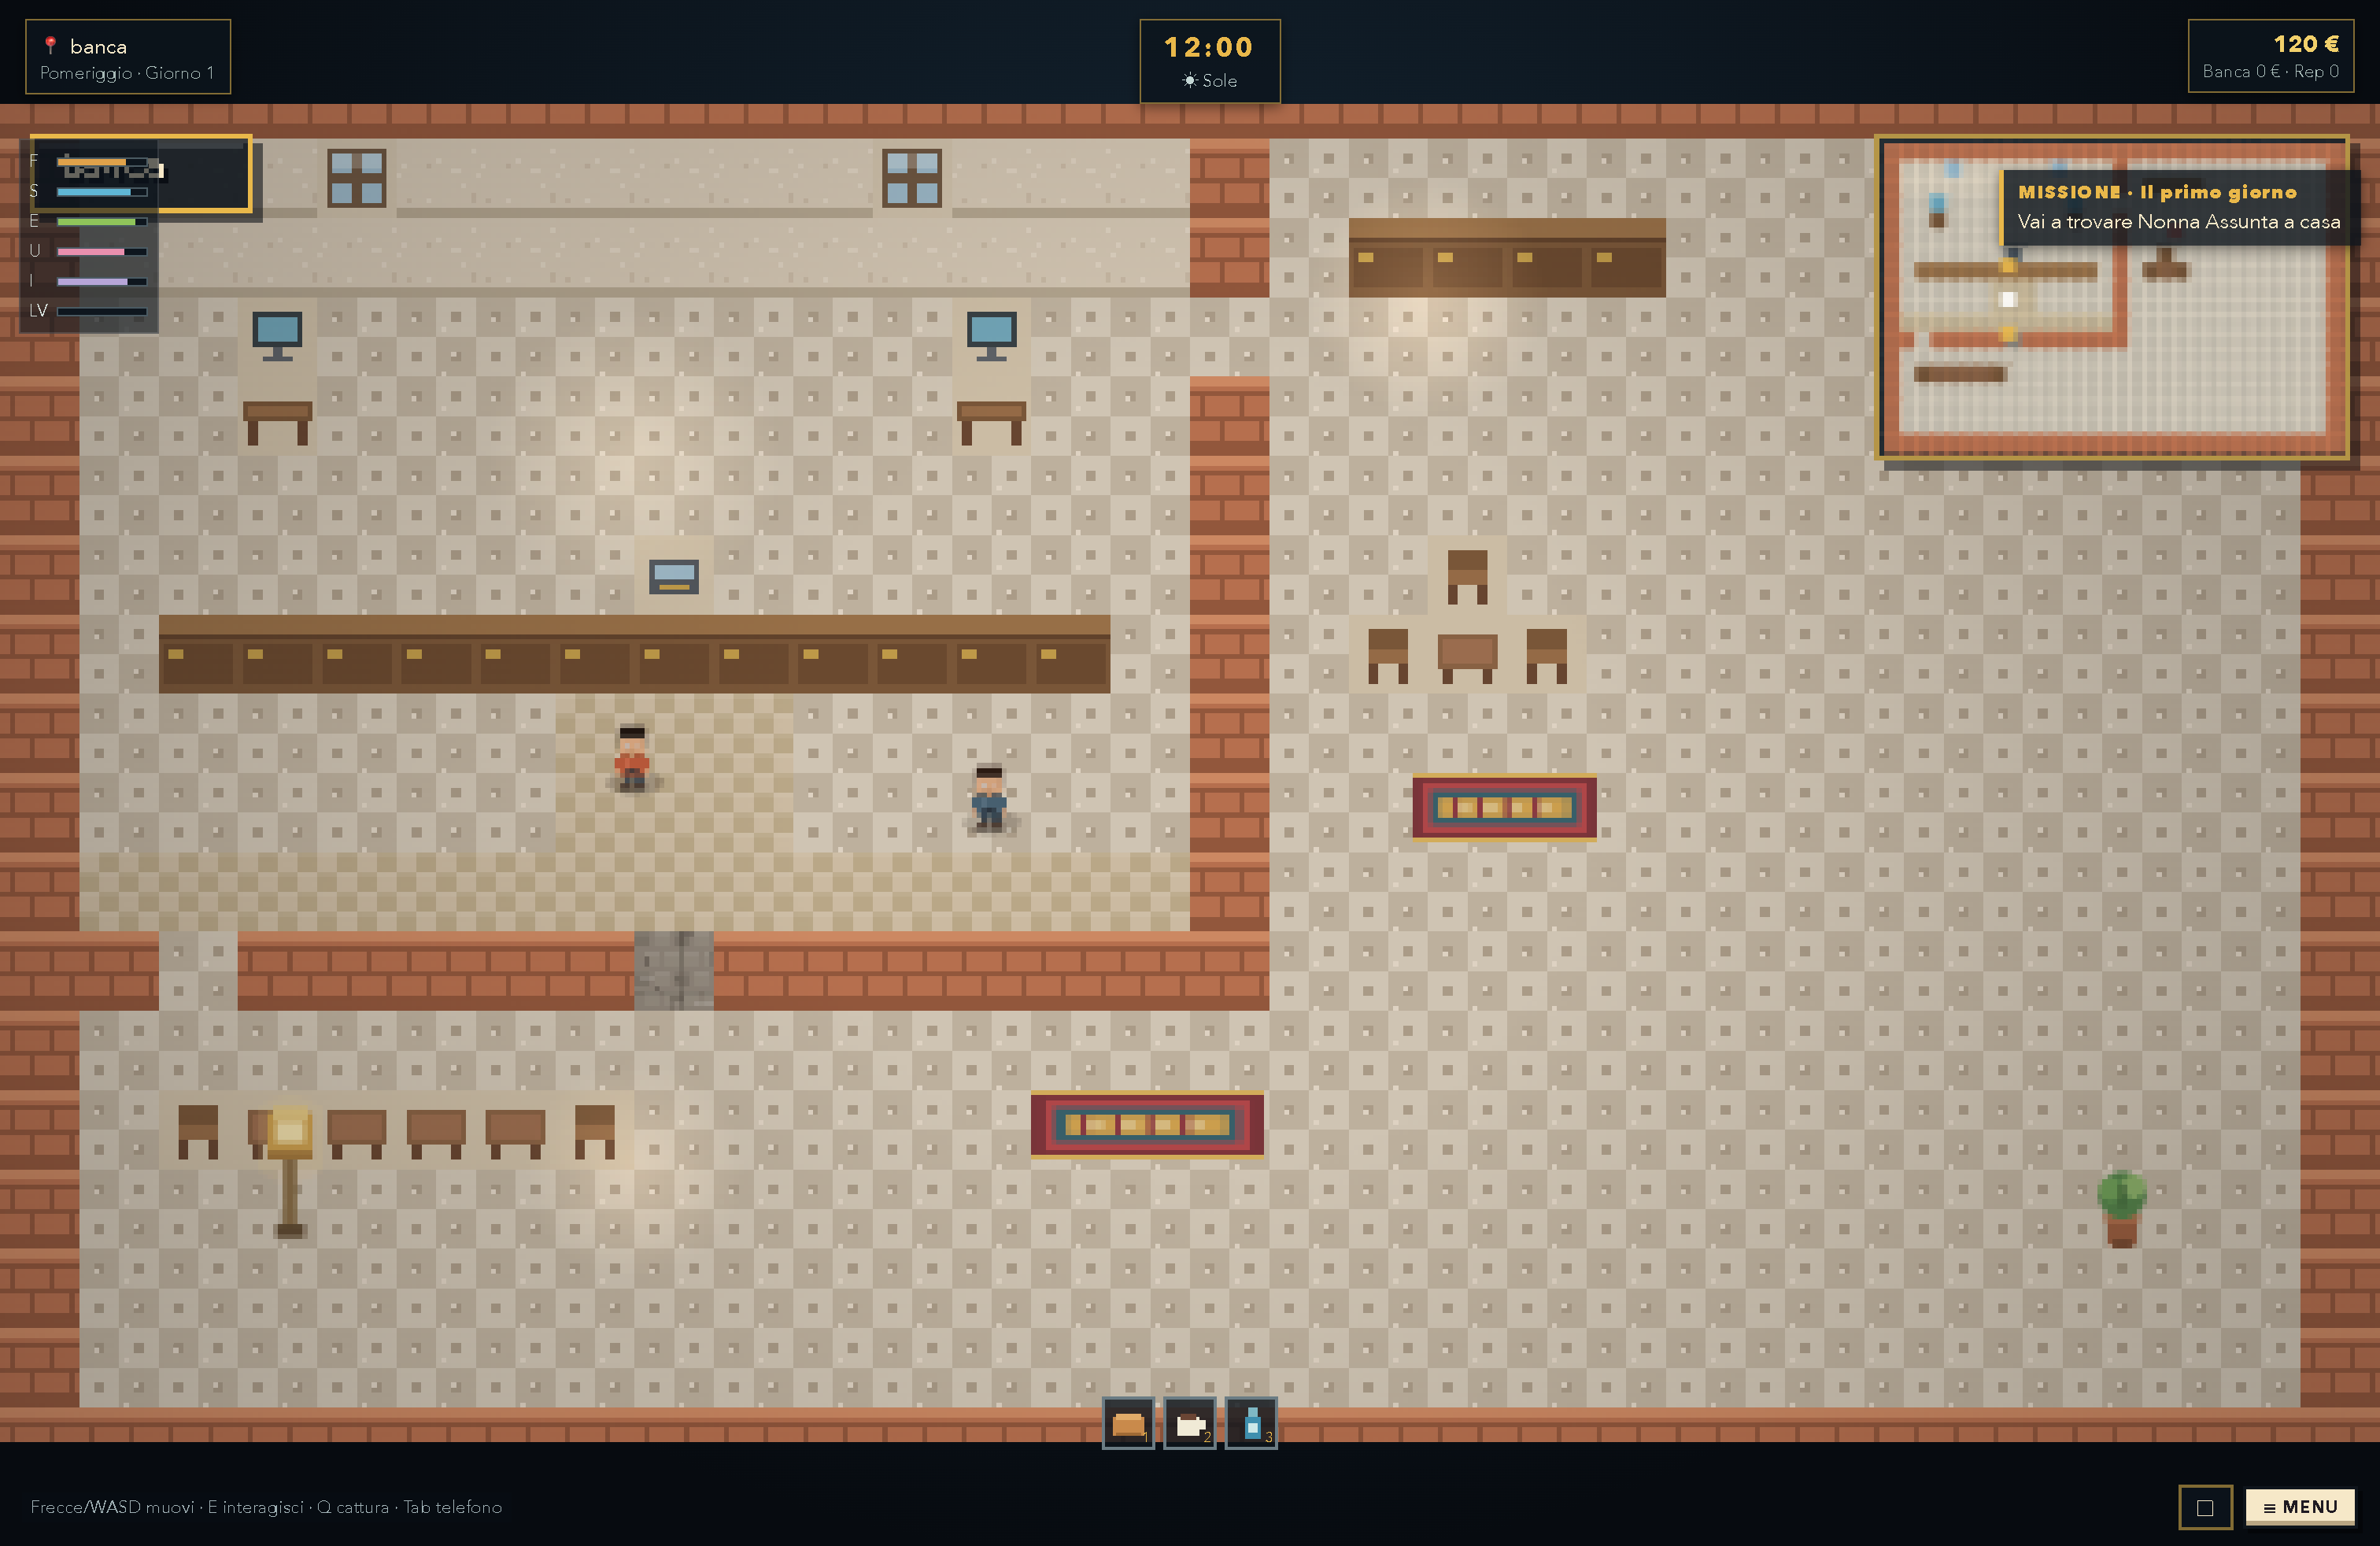 banca
Pomeriggio · Giorno 1
12:00
Sole
120 €
Banca 0 € · Rep 0
F
S
E
U
I
LV
MISSIONE · Il primo giorno
Vai a trovare Nonna Assunta a casa
1
2
3
Frecce/WASD muovi · E interagisci · Q cattura · Tab telefono
≡ MENU